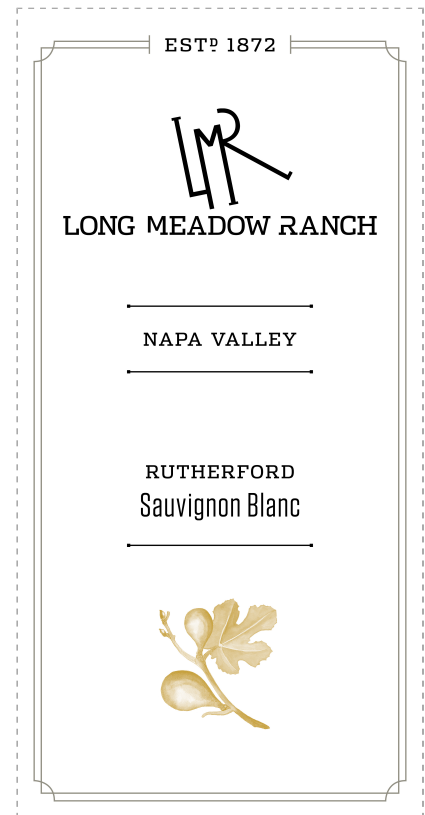 ESTD 1872
LMR
LONG MEADOW RANCH
NAPA VALLEY
RUTHERFORD
Sauvignon Blanc